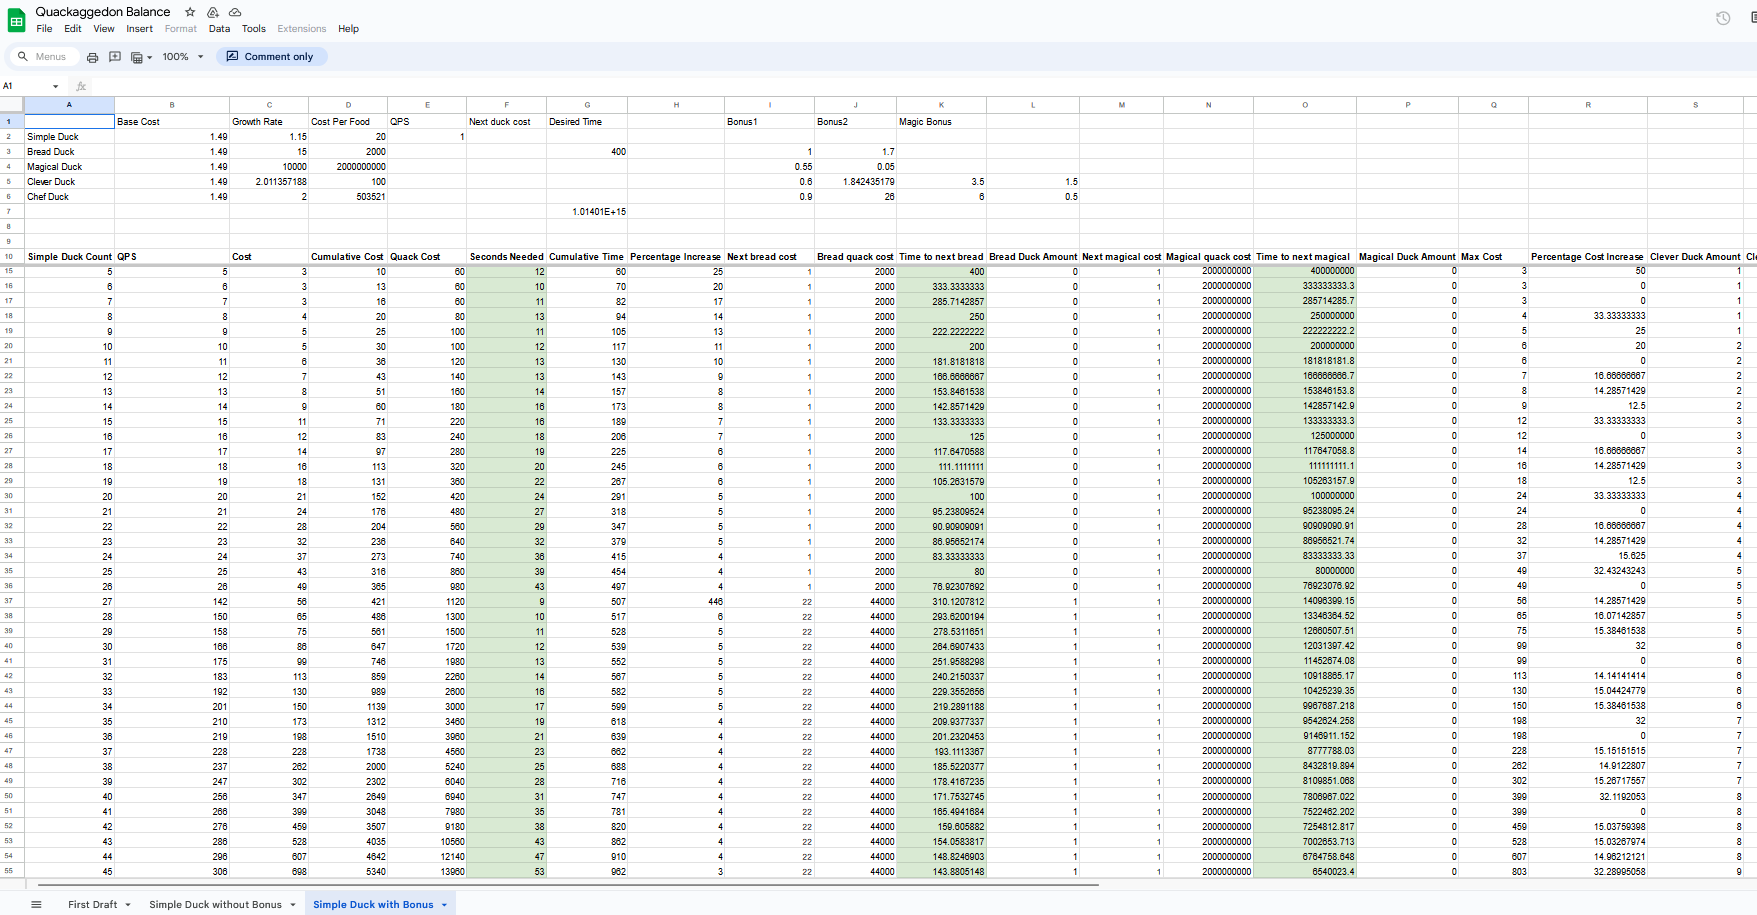 Quackaggedon Balance
File Edit View Insert Format Data Tools Extensions Help
Menus 100% Comment only
A1 fx
A B C D E F G H I J K L M N O P Q R S
1 Base Cost Growth Rate Cost Per Food QPS Next duck cost Desired Time Bonus1 Bonus2 Magic Bonus
2 Simple Duck 1.49 1.15 20 1
3 Bread Duck 1.49 15 2000 400 1 1.7
4 Magical Duck 1.49 10000 2000000000 0.55 0.05
5 Clever Duck 1.49 2.011357188 100 0.6 1.842435179 3.5 1.5
6 Chef Duck 1.49 2 503521 0.9 26 6 0.5
7 1.01401E+15
8
9
10 Simple Duck Count QPS Cost Cumulative Cost Quack Cost Seconds Needed Cumulative Time Percentage Increase Next bread cost Bread quack cost Time to next bread Bread Duck Amount Next magical cost Magical quack cost Time to next magical Magical Duck Amount Max Cost Percentage Cost Increase Clever Duck Amount Cle
15 5 5 3 10 60 12 60 25 1 2000 400 0 1 2000000000 400000000 0 3 50 1
16 6 6 3 13 60 10 70 20 1 2000 333.3333333 0 1 2000000000 333333333.3 0 3 0 1
17 7 7 3 16 60 11 82 17 1 2000 285.7142857 0 1 2000000000 285714285.7 0 3 0 1
18 8 8 4 20 80 13 94 14 1 2000 250 0 1 2000000000 250000000 0 4 33.33333333 1
19 9 9 5 25 100 11 105 13 1 2000 222.2222222 0 1 2000000000 222222222.2 0 5 25 1
20 10 10 5 30 100 12 117 11 1 2000 200 0 1 2000000000 200000000 0 6 20 2
21 11 11 6 36 120 13 130 10 1 2000 181.8181818 0 1 2000000000 181818181.8 0 6 0 2
22 12 12 7 43 140 13 143 9 1 2000 166.6666667 0 1 2000000000 166666666.7 0 7 16.66666667 2
23 13 13 8 51 160 14 157 8 1 2000 153.8461538 0 1 2000000000 153846153.8 0 8 14.28571429 2
24 14 14 9 60 180 16 173 8 1 2000 142.8571429 0 1 2000000000 142857142.9 0 9 12.5 2
25 15 15 11 71 220 16 189 7 1 2000 133.3333333 0 1 2000000000 133333333.3 0 12 33.33333333 3
26 16 16 12 83 240 18 206 7 1 2000 125 0 1 2000000000 125000000 0 12 0 3
27 17 17 14 97 280 19 225 6 1 2000 117.6470588 0 1 2000000000 117647058.8 0 14 16.66666667 3
28 18 18 16 113 320 20 245 6 1 2000 111.1111111 0 1 2000000000 111111111.1 0 16 14.28571429 3
29 19 19 18 131 360 22 267 6 1 2000 105.2631579 0 1 2000000000 105263157.9 0 18 12.5 3
30 20 20 21 152 420 24 291 5 1 2000 100 0 1 2000000000 100000000 0 24 33.33333333 4
31 21 21 24 176 480 27 318 5 1 2000 95.23809524 0 1 2000000000 95238095.24 0 24 0 4
32 22 22 28 204 560 29 347 5 1 2000 90.90909091 0 1 2000000000 90909090.91 0 28 16.66666667 4
33 23 23 32 236 640 32 379 5 1 2000 86.95652174 0 1 2000000000 86956521.74 0 32 14.28571429 4
34 24 24 37 273 740 36 415 4 1 2000 83.33333333 0 1 2000000000 83333333.33 0 37 15.625 4
35 25 25 43 316 860 39 454 4 1 2000 80 0 1 2000000000 80000000 0 49 32.43243243 5
36 26 26 49 365 980 43 497 4 1 2000 76.92307692 0 1 2000000000 76923076.92 0 49 0 5
37 27 142 56 421 1120 9 507 446 22 44000 310.1207812 1 1 2000000000 14096399.15 0 56 14.28571429 5
38 28 150 65 486 1300 10 517 6 22 44000 293.6200194 1 1 2000000000 13346364.52 0 65 16.07142857 5
39 29 158 75 561 1500 11 528 5 22 44000 278.5311651 1 1 2000000000 12660507.51 0 75 15.38461538 5
40 30 166 86 647 1720 12 539 5 22 44000 264.6907433 1 1 2000000000 12031397.42 0 99 32 6
41 31 175 99 746 1980 13 552 5 22 44000 251.9588298 1 1 2000000000 11452674.08 0 99 0 6
42 32 183 113 859 2260 14 567 5 22 44000 240.2150337 1 1 2000000000 10918865.17 0 113 14.14141414 6
43 33 192 130 989 2600 16 582 5 22 44000 229.3552656 1 1 2000000000 10425239.35 0 130 15.04424779 6
44 34 201 150 1139 3000 17 599 5 22 44000 219.2891188 1 1 2000000000 9967687.218 0 150 15.38461538 6
45 35 210 173 1312 3460 19 618 4 22 44000 209.9377337 1 1 2000000000 9542624.258 0 198 32 7
46 36 219 198 1510 3960 21 639 4 22 44000 201.2320453 1 1 2000000000 9146911.152 0 198 0 7
47 37 228 228 1738 4560 23 662 4 22 44000 193.1113367 1 1 2000000000 8777788.03 0 228 15.15151515 7
48 38 237 262 2000 5240 25 688 4 22 44000 185.5220377 1 1 2000000000 8432819.894 0 262 14.9122807 7
49 39 247 302 2302 6040 28 716 4 22 44000 178.4167235 1 1 2000000000 8109851.068 0 302 15.26717557 7
50 40 256 347 2649 6940 31 747 4 22 44000 171.7532745 1 1 2000000000 7806967.022 0 399 32.1192053 8
51 41 266 399 3048 7980 35 781 4 22 44000 165.4941684 1 1 2000000000 7522462.202 0 399 0 8
52 42 276 459 3507 9180 38 820 4 22 44000 159.605882 1 1 2000000000 7254812.817 0 459 15.03759398 8
53 43 286 528 4035 10560 43 862 4 22 44000 154.0583817 1 1 2000000000 7002653.713 0 528 15.03267974 8
54 44 296 607 4642 12140 47 910 4 22 44000 148.8246903 1 1 2000000000 6764758.648 0 607 14.96212121 8
55 45 306 698 5340 13960 53 962 3 22 44000 143.8805148 1 1 2000000000 6540023.4 0 803 32.28995058 9
First Draft Simple Duck without Bonus Simple Duck with Bonus